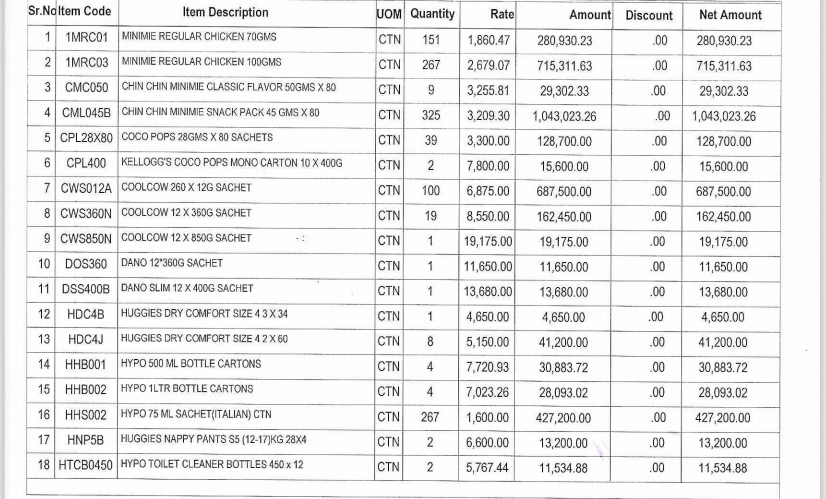 Sr.No Item Code Item Description UOM Quantity Rate Amount Discount Net Amount
1 1MRC01 MINIMIE REGULAR CHICKEN 70GMS CTN 151 1,860.47 280,930.23 .00 280,930.23
2 1MRC03 MINIMIE REGULAR CHICKEN 100GMS CTN 267 2,679.07 715,311.63 .00 715,311.63
3 CMC050 CHIN CHIN MINIMIE CLASSIC FLAVOR 50GMS X 80 CTN 9 3,255.81 29,302.33 .00 29,302.33
4 CML045B CHIN CHIN MINIMIE SNACK PACK 45 GMS X 80 CTN 325 3,209.30 1,043,023.26 .00 1,043,023.26
5 CPL28X80 COCO POPS 28GMS X 80 SACHETS CTN 39 3,300.00 128,700.00 .00 128,700.00
6 CPL400 KELLOGG'S COCO POPS MONO CARTON 10 X 400G CTN 2 7,800.00 15,600.00 .00 15,600.00
7 CWS012A COOLCOW 260 X 12G SACHET CTN 100 6,875.00 687,500.00 .00 687,500.00
8 CWS360N COOLCOW 12 X 360G SACHET CTN 19 8,550.00 162,450.00 .00 162,450.00
9 CWS850N COOLCOW 12 X 850G SACHET CTN 1 19,175.00 19,175.00 .00 19,175.00
10 DOS360 DANO 12*360G SACHET CTN 1 11,650.00 11,650.00 .00 11,650.00
11 DSS400B DANO SLIM 12 X 400G SACHET CTN 1 13,680.00 13,680.00 .00 13,680.00
12 HDC4B HUGGIES DRY COMFORT SIZE 4 3 X 34 CTN 1 4,650.00 4,650.00 .00 4,650.00
13 HDC4J HUGGIES DRY COMFORT SIZE 4 2 X 60 CTN 8 5,150.00 41,200.00 .00 41,200.00
14 HHB001 HYPO 500 ML BOTTLE CARTONS CTN 4 7,720.93 30,883.72 .00 30,883.72
15 HHB002 HYPO 1LTR BOTTLE CARTONS CTN 4 7,023.26 28,093.02 .00 28,093.02
16 HHS002 HYPO 75 ML SACHET(ITALIAN) CTN CTN 267 1,600.00 427,200.00 .00 427,200.00
17 HNP5B HUGGIES NAPPY PANTS S5 (12-17)KG 28X4 CTN 2 6,600.00 13,200.00 .00 13,200.00
18 HTCB0450 HYPO TOILET CLEANER BOTTLES 450 x 12 CTN 2 5,767.44 11,534.88 .00 11,534.88